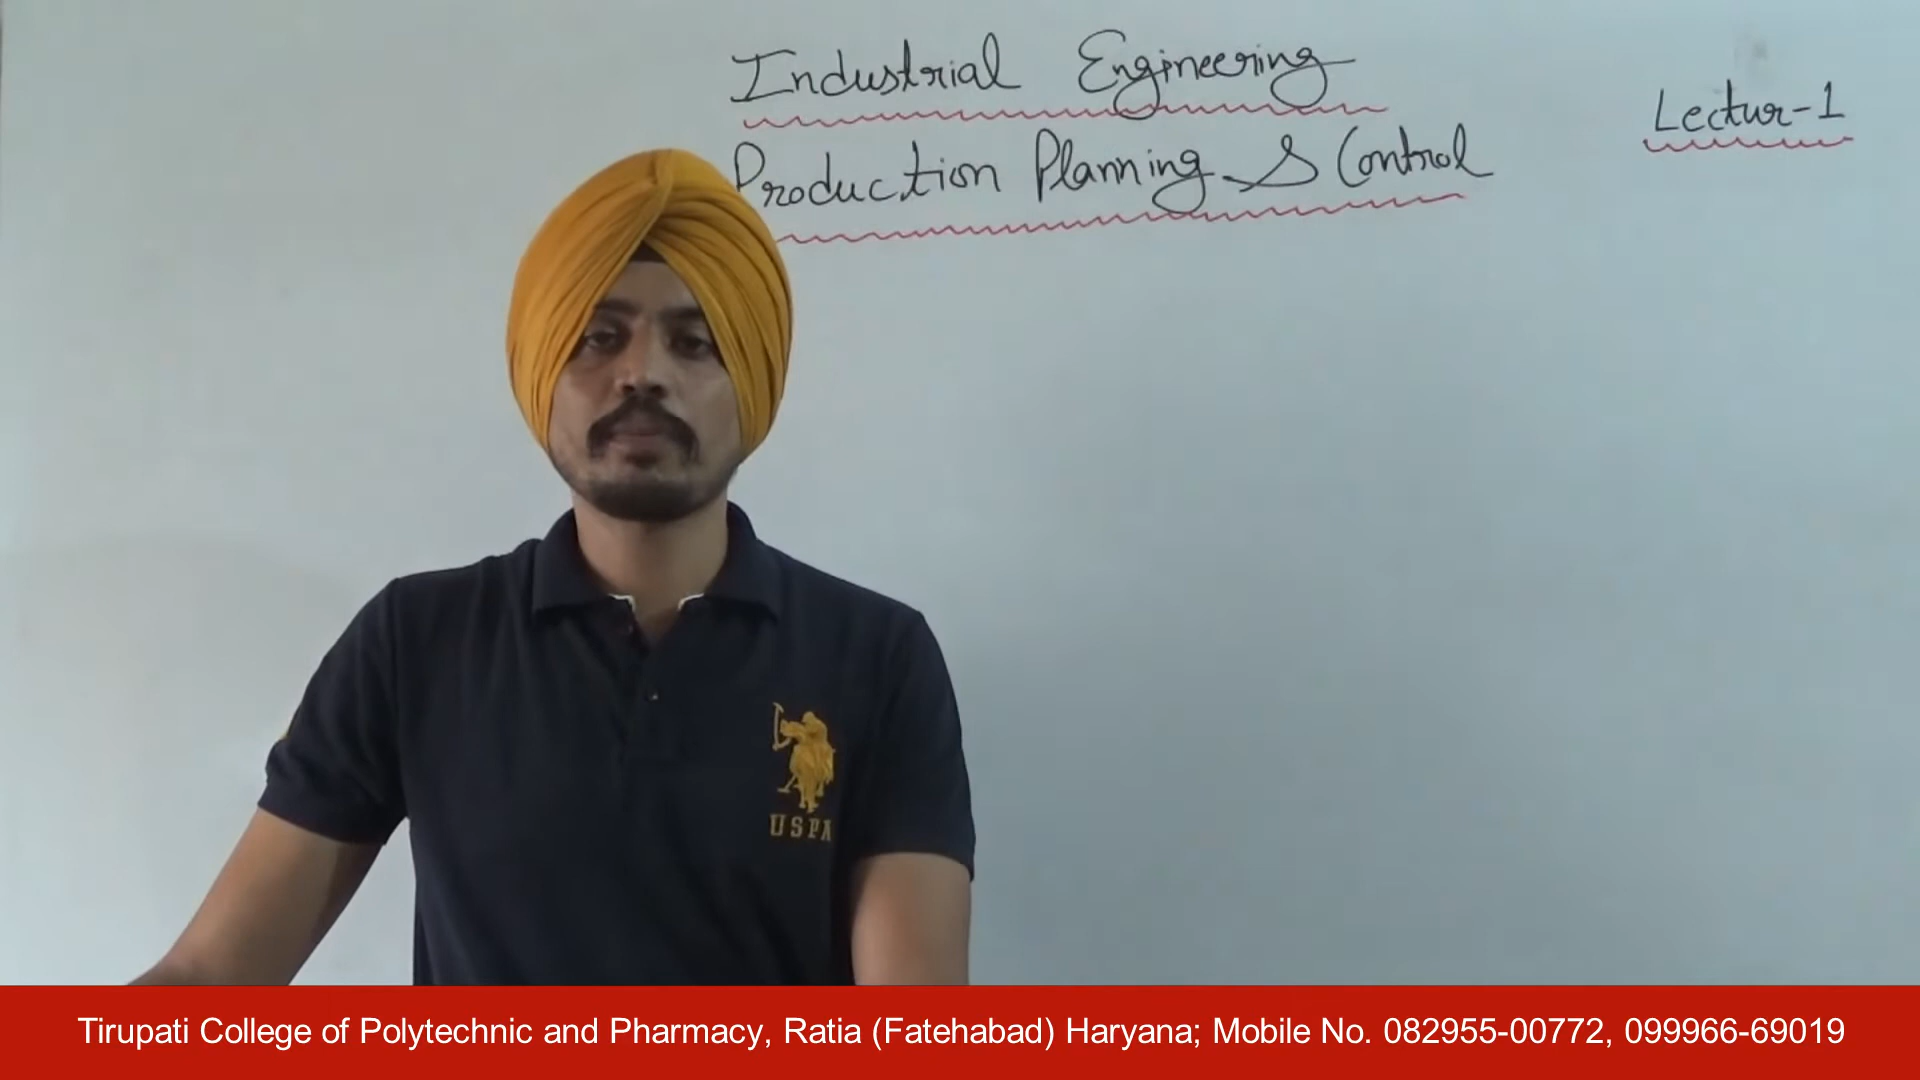 Industrial Engineering
Production Planning & Control
Lectur-1
USPA
Tirupati College of Polytechnic and Pharmacy, Ratia (Fatehabad) Haryana; Mobile No. 082955-00772, 099966-69019